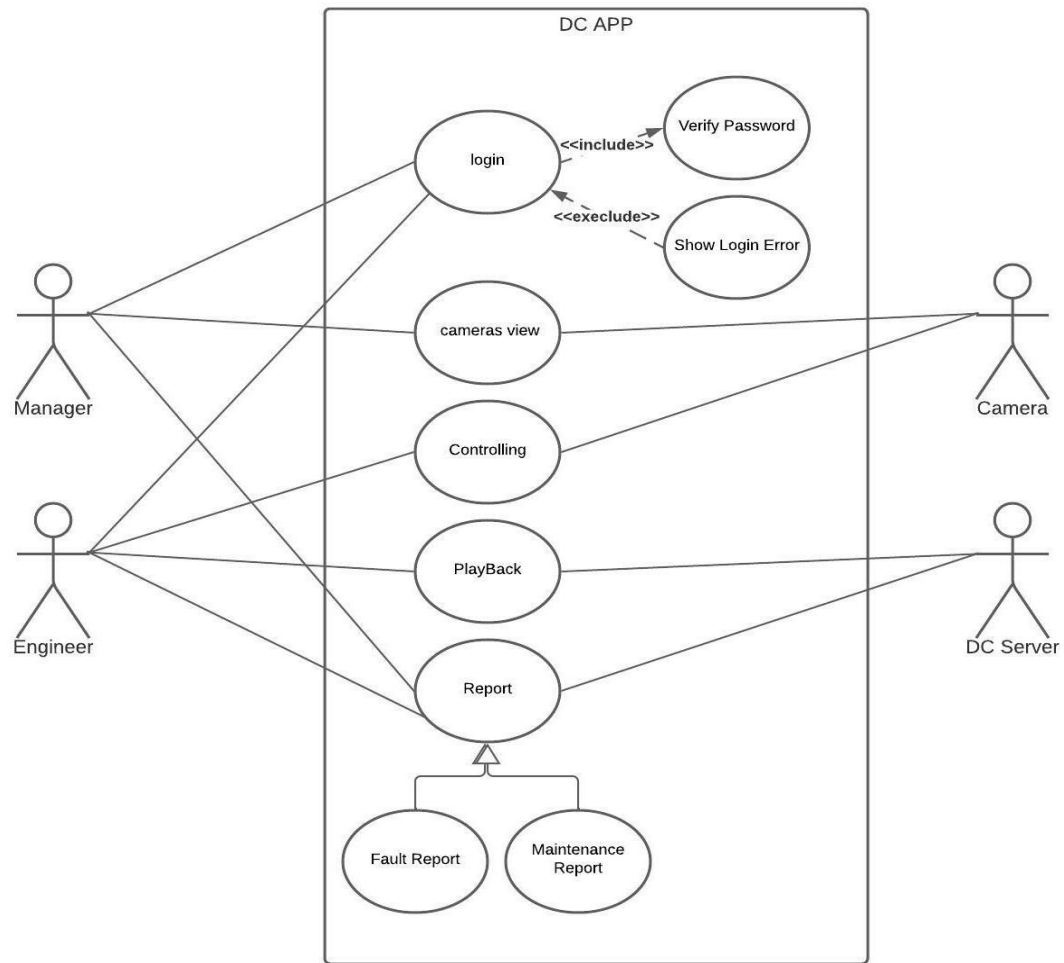 DC APP
Verify Password
<<include>>
login
<<execlude>>
Show Login Error
cameras view
Manager
Camera
Controlling
PlayBack
Engineer
DC Server
Report
Fault Report
Maintenance
Report